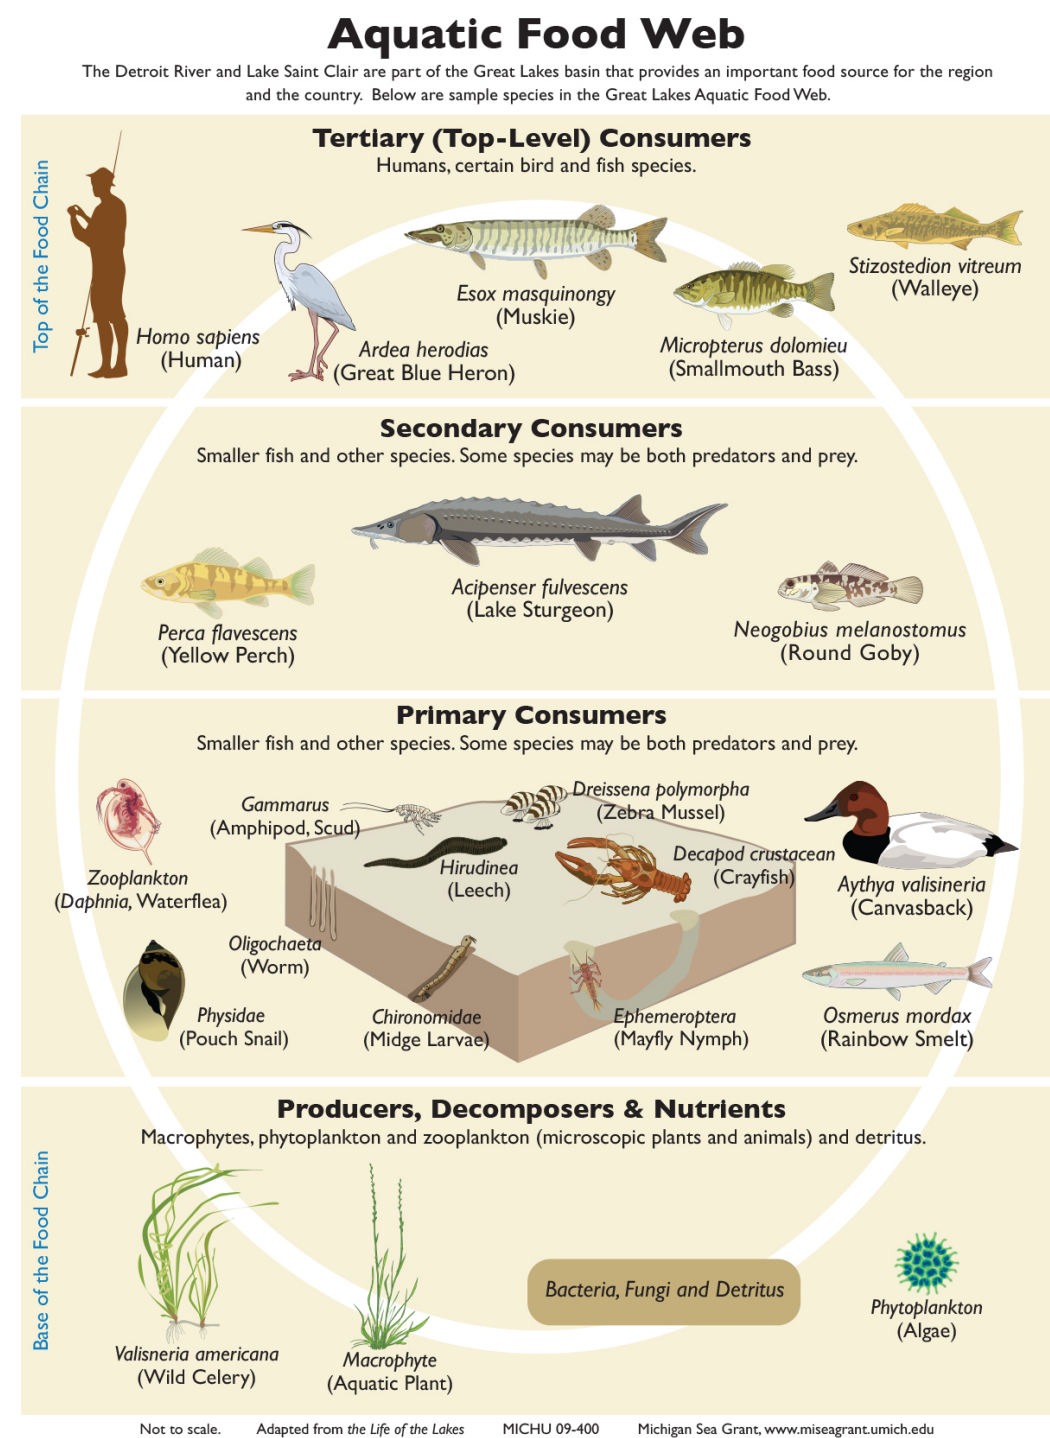 Aquatic Food Web
The Detroit River and Lake Saint Clair are part of the Great Lakes basin that provides an important food source for the region
and the country. Below are sample species in the Great Lakes Aquatic Food Web.
Top of the Food Chain
Tertiary (Top-Level) Consumers
Humans, certain bird and fish species.
Homo sapiens
(Human)
Ardea herodias
(Great Blue Heron)
Esox masquinongy
(Muskie)
Micropterus dolomieu
(Smallmouth Bass)
Stizostedion vitreum
(Walleye)
Secondary Consumers
Smaller fish and other species. Some species may be both predators and prey.
Perca flavescens
(Yellow Perch)
Acipenser fulvescens
(Lake Sturgeon)
Neogobius melanostomus
(Round Goby)
Primary Consumers
Smaller fish and other species. Some species may be both predators and prey.
Zooplankton
(Daphnia, Waterflea)
Gammarus
(Amphipod, Scud)
Dreissena polymorpha
(Zebra Mussel)
Hirudinea
(Leech)
Decapod crustacean
(Crayfish)
Aythya valisineria
(Canvasback)
Oligochaeta
(Worm)
Physidae
(Pouch Snail)
Chironomidae
(Midge Larvae)
Ephemeroptera
(Mayfly Nymph)
Osmerus mordax
(Rainbow Smelt)
Base of the Food Chain
Producers, Decomposers & Nutrients
Macrophytes, phytoplankton and zooplankton (microscopic plants and animals) and detritus.
Valisneria americana
(Wild Celery)
Macrophyte
(Aquatic Plant)
Bacteria, Fungi and Detritus
Phytoplankton
(Algae)
Not to scale. Adapted from the Life of the Lakes MICHU 09-400 Michigan Sea Grant, www.miseagrant.umich.edu